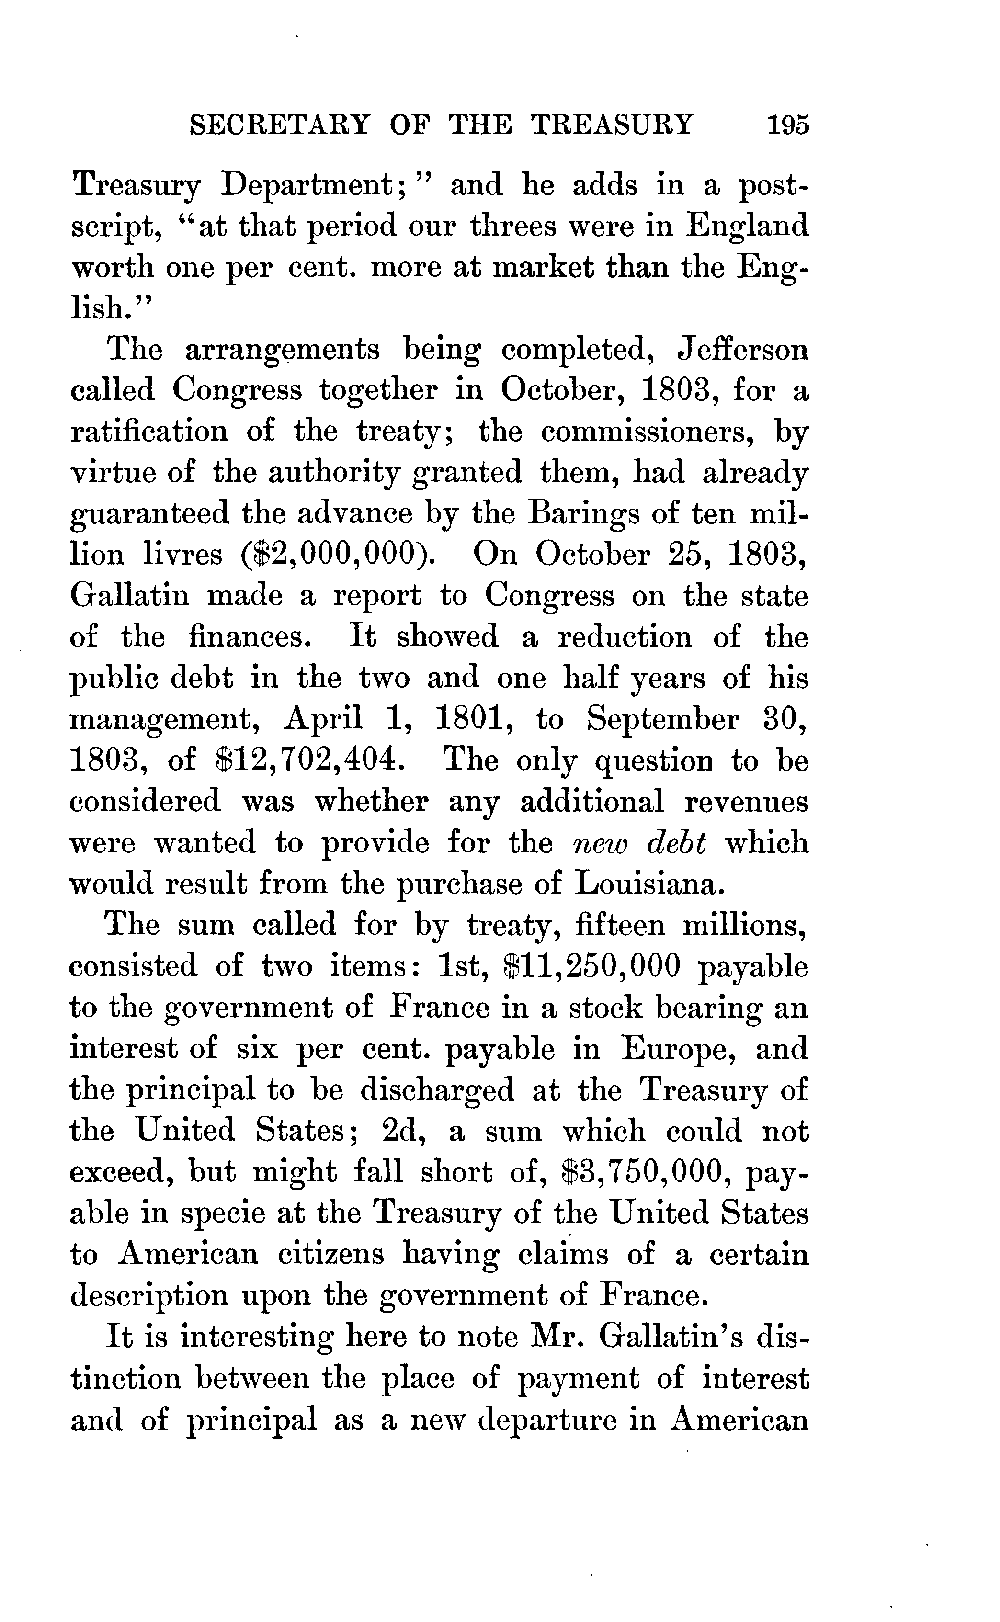 SECRETARY OF THE TREASURY 195
Treasury Department; " and he adds in a post-
script, "at that period our threes were in England
worth one per cent. more at market than the Eng-
lish."
The arrangements being completed, Jefferson
called Congress together in October, 1803, for a
ratification of the treaty; the commissioners, by
virtue of the authority granted them, had already
guaranteed the advance by the Barings of ten mil-
lion livres ($2,000,000). On October 25, 1803,
Gallatin made a report to Congress on the state
of the finances. It showed a reduction of the
public debt in the two and one half years of his
management, April 1, 1801, to September 30,
1803, of $12,702,404. The only question to be
considered was whether any additional revenues
were wanted to provide for the new debt which
would result from the purchase of Louisiana.
The sum called for by treaty, fifteen millions,
consisted of two items: 1st, $11,250,000 payable
to the government of France in a stock bearing an
interest of six per cent. payable in Europe, and
the principal to be discharged at the Treasury of
the United States; 2d, a sum which could not
exceed, but might fall short of, $3,750,000, pay-
able in specie at the Treasury of the United States
to American citizens having claims of a certain
description upon the government of France.
It is interesting here to note Mr. Gallatin's dis-
tinction between the place of payment of interest
and of principal as a new departure in American